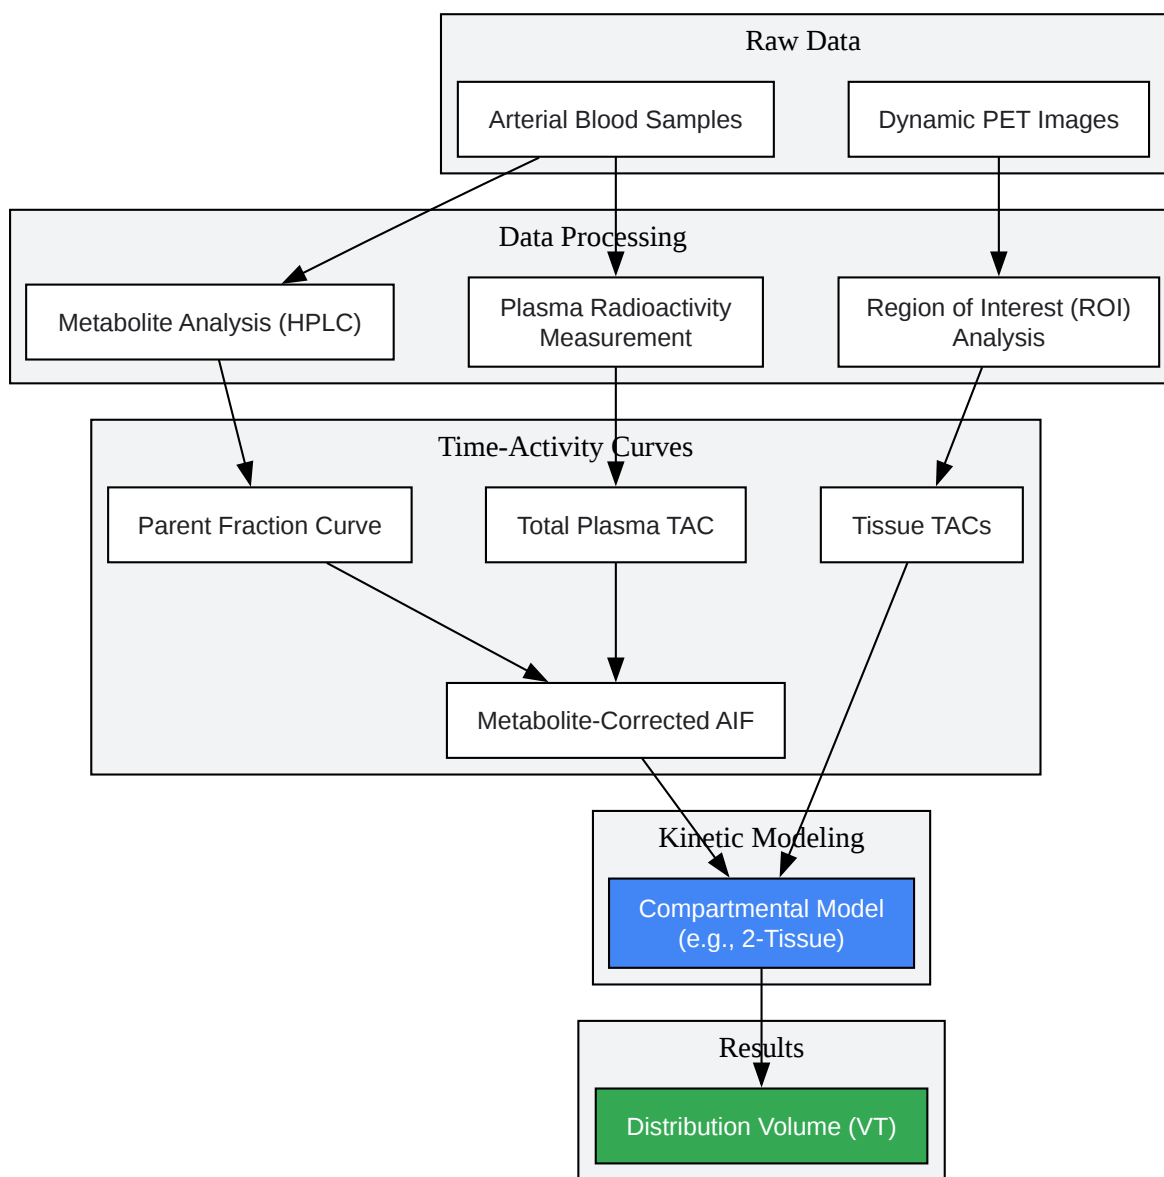 Raw Data
Arterial Blood Samples
Dynamic PET Images
Data Processing
Metabolite Analysis (HPLC)
Plasma Radioactivity
Measurement
Region of Interest (ROI)
Analysis
Time-Activity Curves
Parent Fraction Curve
Total Plasma TAC
Tissue TACs
Metabolite-Corrected AIF
Kinetic Modeling
Compartmental Model
(e.g., 2-Tissue)
Results
Distribution Volume (VT)